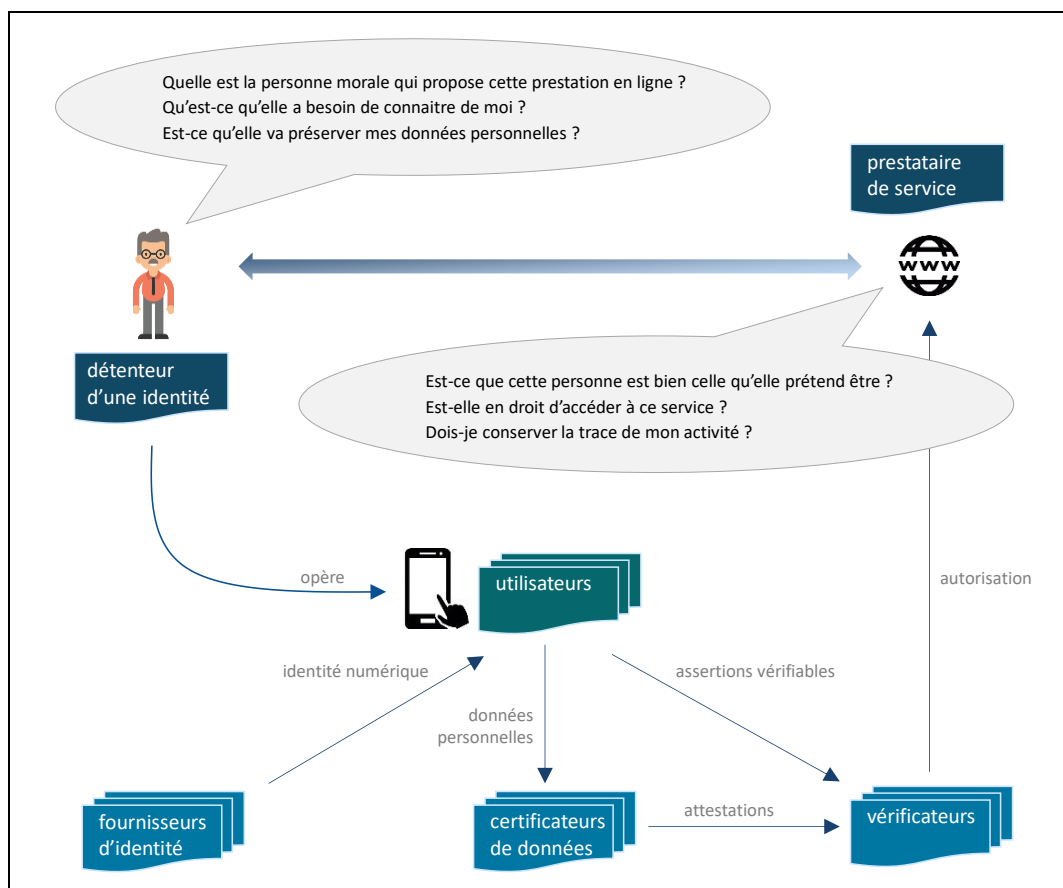 Quelle est la personne morale qui propose cette prestation en ligne ?
Qu'est-ce qu'elle a besoin de connaitre de moi ?
Est-ce qu'elle va préserver mes données personnelles ?
prestataire
de service
www
détenteur
d'une identité
Est-ce que cette personne est bien celle qu'elle prétend être ?
Est-elle en droit d'accéder à ce service ?
Dois-je conserver la trace de mon activité ?
opère
utilisateurs
autorisation
identité numérique
assertions vérifiables
données
personnelles
fournisseurs
d'identité
certificateurs
de données
attestations
vérificateurs